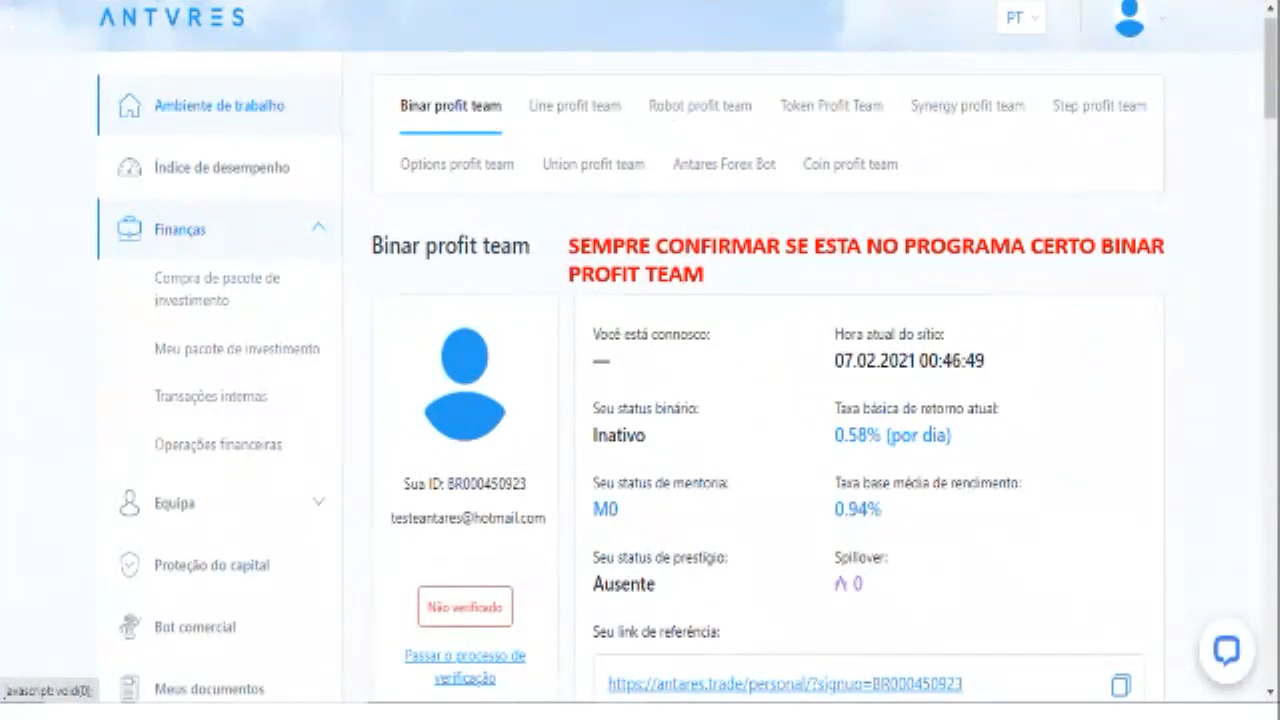 ANTVRES
PT
Ambiente de trabalho
Índice de desempenho
Finanças
Compra de pacote de
investimento
Meu pacote de investimento
Transações internas
Operações financeiras
Equipa
Proteção do capital
Bot comercial
Meus documentos
javascript: void(0);
Binar profit team Line profit team Robot profit team Token Profit Team Synergy profit team Step profit team
Options profit team Union profit team Antares Forex Bot Coin profit team
Binar profit team
SEMPRE CONFIRMAR SE ESTA NO PROGRAMA CERTO BINAR
PROFIT TEAM
Sua ID: BR000450923
testeantares@hotmail.com
Não verificado
Passar o processo de
verificação
Você está connosco:
—
Hora atual do sítio:
07.02.2021 00:46:49
Seu status binário:
Inativo
Taxa básica de retorno atual:
0.58% (por dia)
Seu status de mentoria:
M0
Taxa base média de rendimento:
0.94%
Seu status de prestígio:
Ausente
Spillover:
0
Seu link de referência:
https://antares.trade/personal/?signup=BR000450923